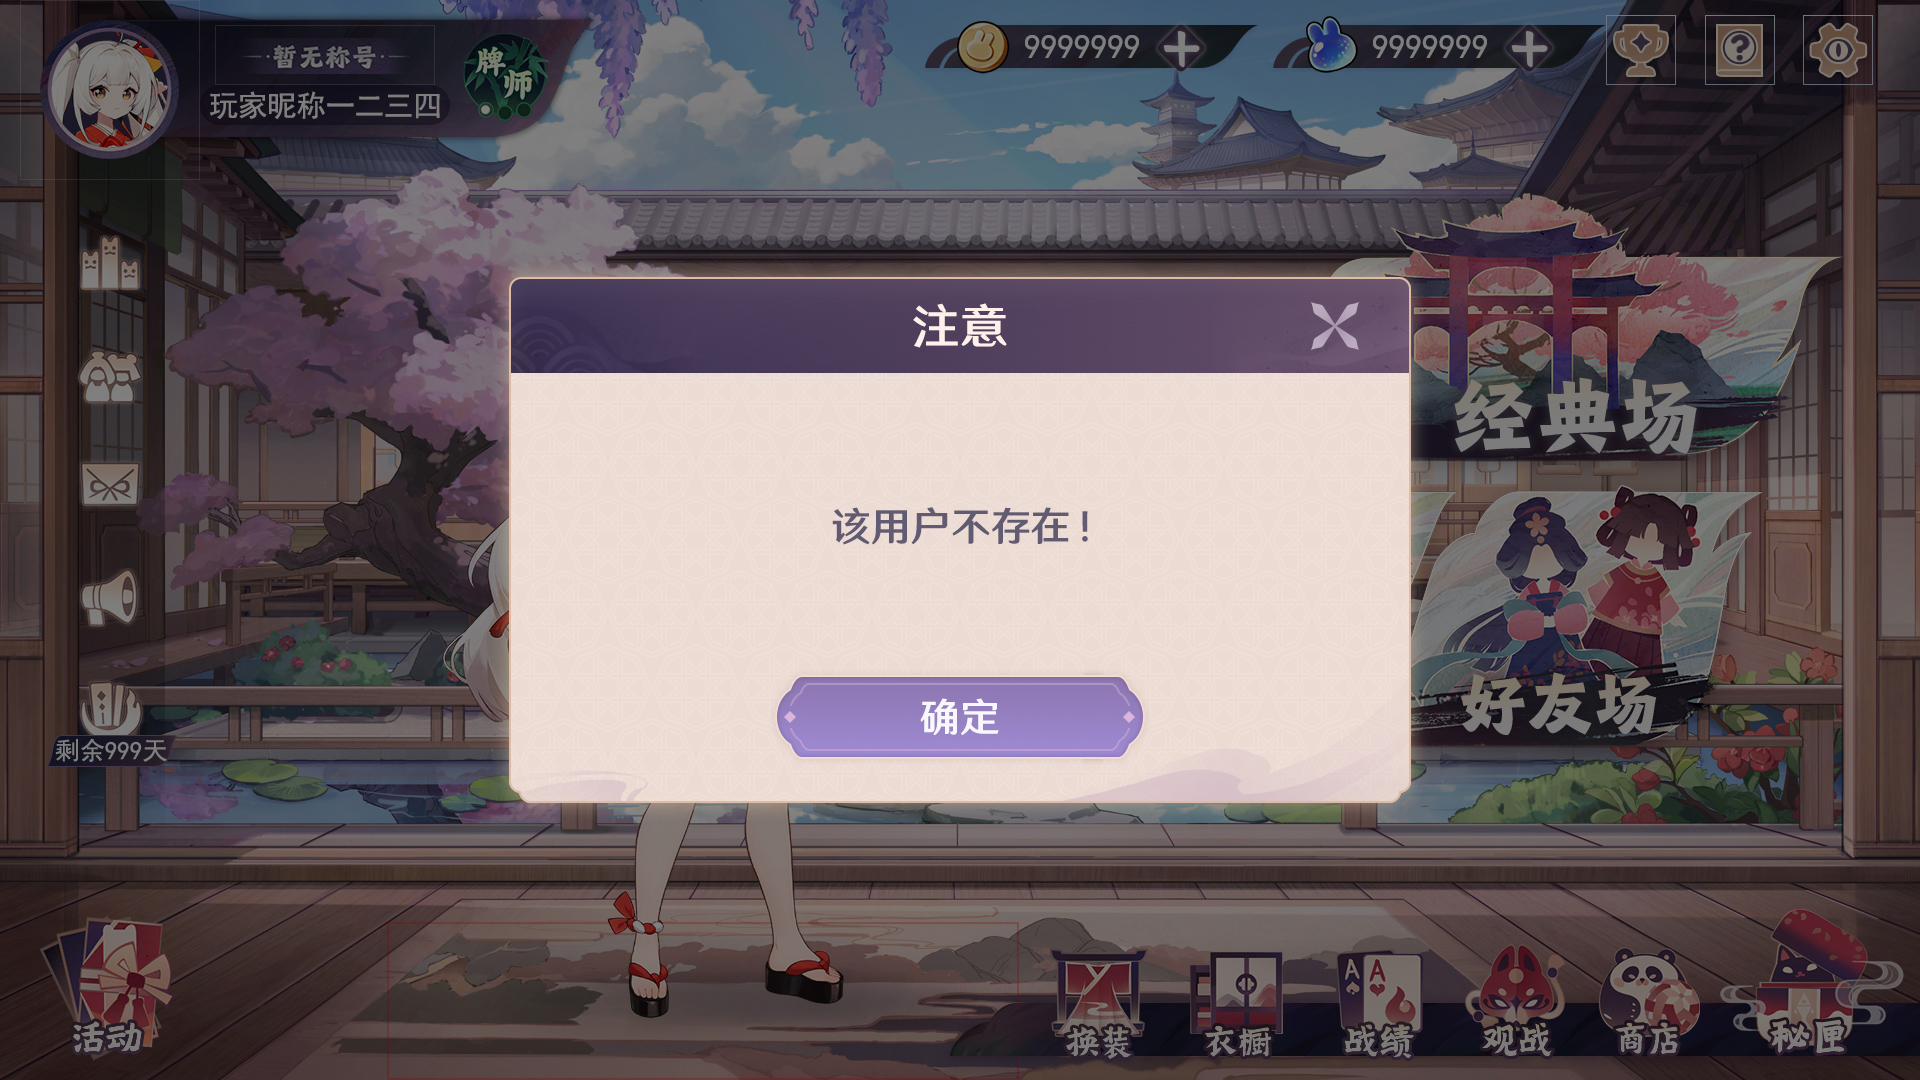 暂无称号
牌师
玩家昵称一二三四
9999999
9999999
注意
该用户不存在！
确定
经典场
好友场
剩余999天
活动
换装
A
A
衣橱
战绩
观战
商店
秘匣